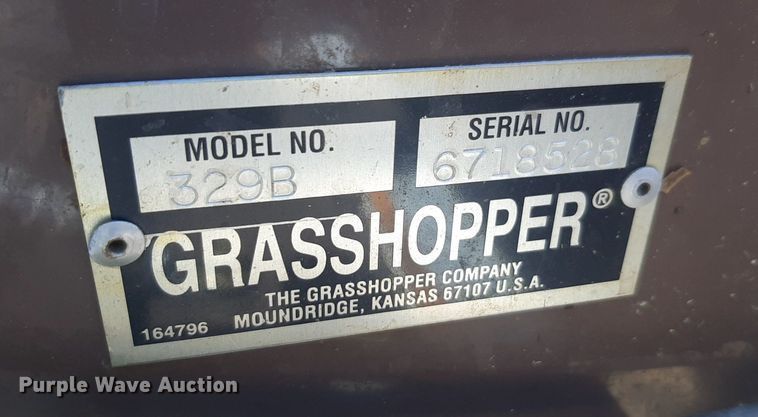 MODEL NO.
329B
SERIAL NO.
6718528
GRASSHOPPER®
THE GRASSHOPPER COMPANY
MOUNDRIDGE, KANSAS 67107 U.S.A.
164796
Purple Wave Auction